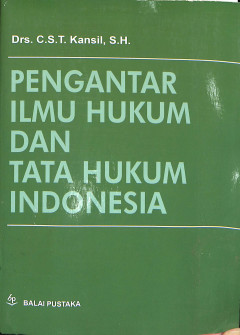 Drs. C.S.T. Kansil, S.H.
PENGANTAR
ILMU HUKUM
DAN
TATA HUKUM
INDONESIA
BALAI PUSTAKA